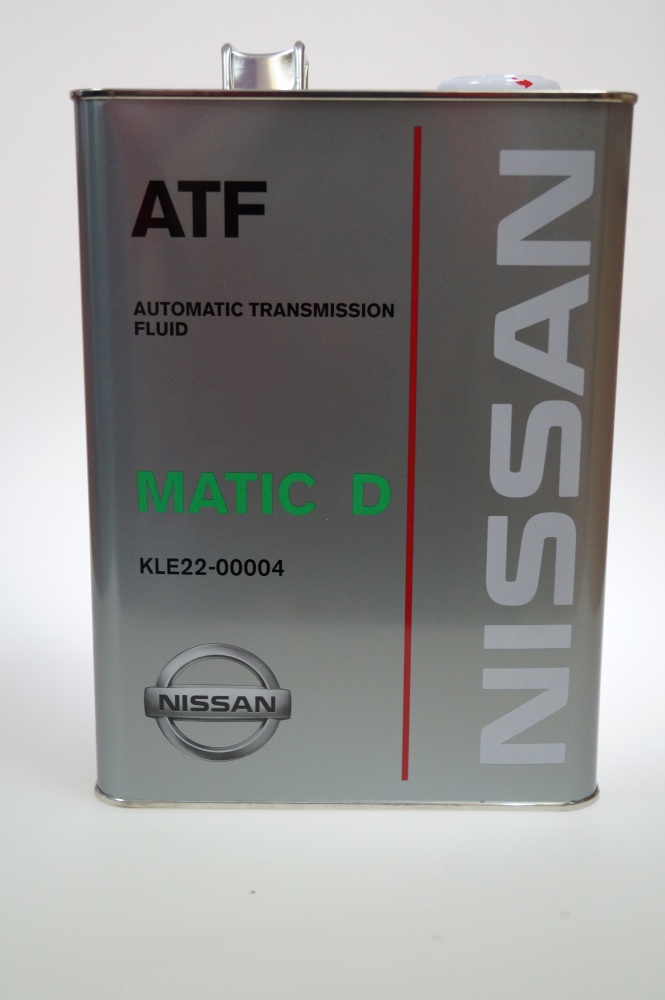 ATF
AUTOMATIC TRANSMISSION
FLUID
MATIC D
KLE22-00004
NISSAN
NISSAN